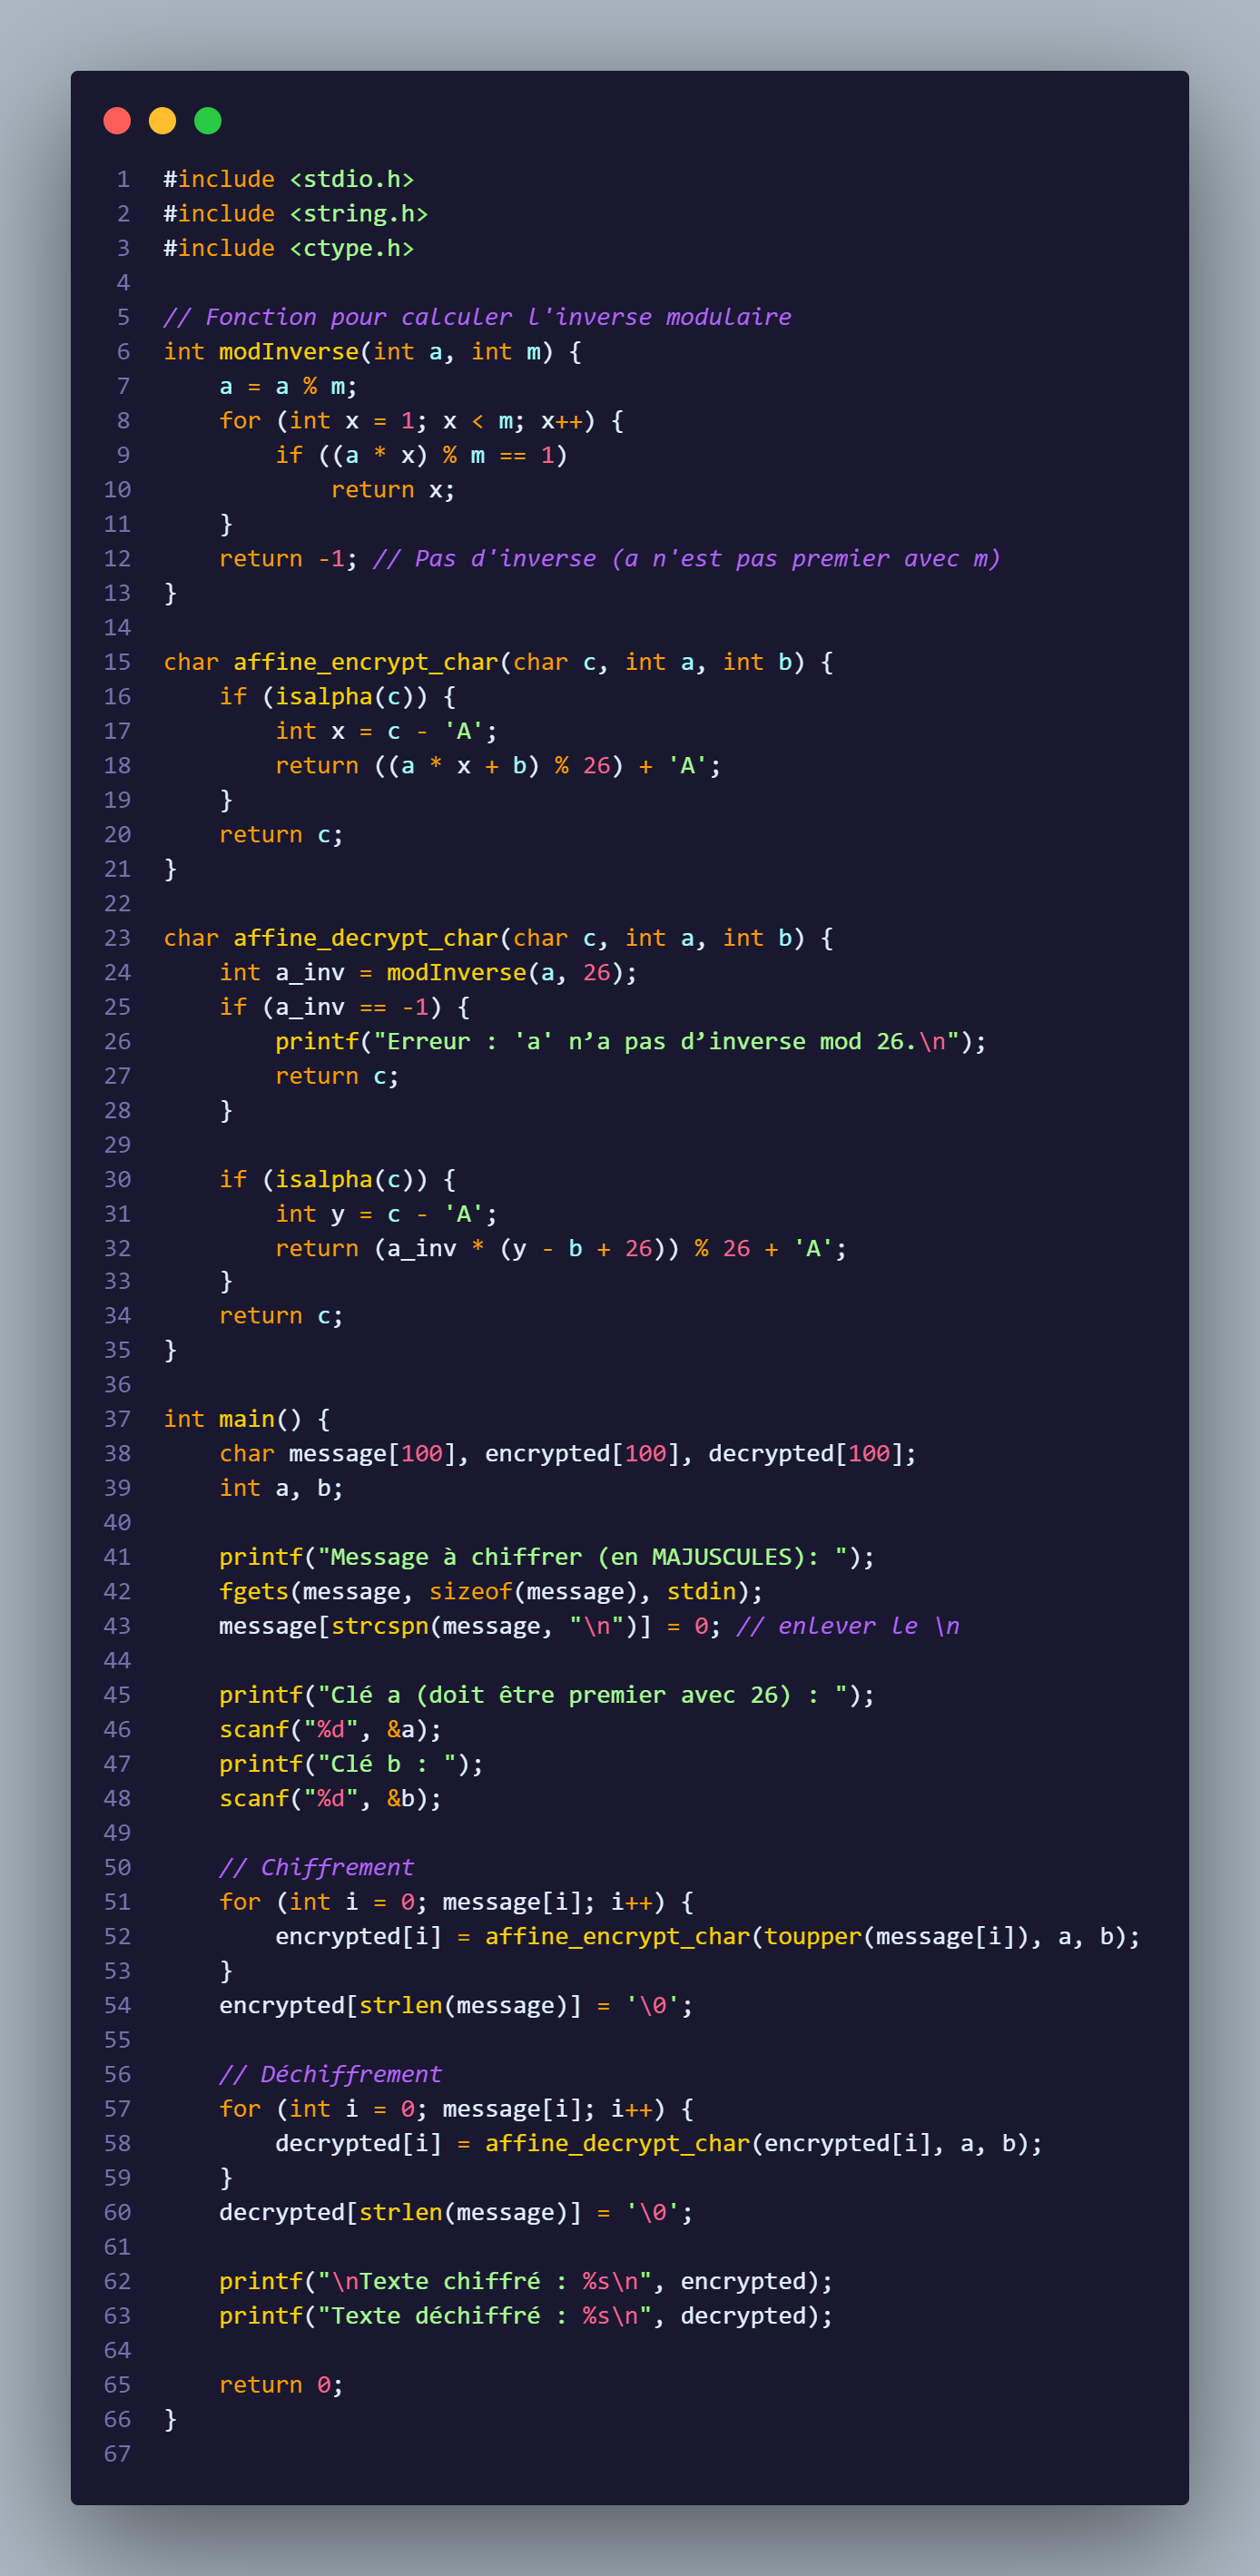 1 #include <stdio.h>
2 #include <string.h>
3 #include <ctype.h>
4
5 // Fonction pour calculer l'inverse modulaire
6 int modInverse(int a, int m) {
7     a = a % m;
8     for (int x = 1; x < m; x++) {
9         if ((a * x) % m == 1)
10             return x;
11     }
12     return -1; // Pas d'inverse (a n'est pas premier avec m)
13 }
14
15 char affine_encrypt_char(char c, int a, int b) {
16     if (isalpha(c)) {
17         int x = c - 'A';
18         return ((a * x + b) % 26) + 'A';
19     }
20     return c;
21 }
22
23 char affine_decrypt_char(char c, int a, int b) {
24     int a_inv = modInverse(a, 26);
25     if (a_inv == -1) {
26         printf("Erreur : 'a' n’a pas d’inverse mod 26.\n");
27         return c;
28     }
29
30     if (isalpha(c)) {
31         int y = c - 'A';
32         return (a_inv * (y - b + 26)) % 26 + 'A';
33     }
34     return c;
35 }
36
37 int main() {
38     char message[100], encrypted[100], decrypted[100];
39     int a, b;
40
41     printf("Message à chiffrer (en MAJUSCULES): ");
42     fgets(message, sizeof(message), stdin);
43     message[strcspn(message, "\n")] = 0; // enlever le \n
44
45     printf("Clé a (doit être premier avec 26) : ");
46     scanf("%d", &a);
47     printf("Clé b : ");
48     scanf("%d", &b);
49
50     // Chiffrement
51     for (int i = 0; message[i]; i++) {
52         encrypted[i] = affine_encrypt_char(toupper(message[i]), a, b);
53     }
54     encrypted[strlen(message)] = '\0';
55
56     // Déchiffrement
57     for (int i = 0; message[i]; i++) {
58         decrypted[i] = affine_decrypt_char(encrypted[i], a, b);
59     }
60     decrypted[strlen(message)] = '\0';
61
62     printf("\nTexte chiffré : %s\n", encrypted);
63     printf("Texte déchiffré : %s\n", decrypted);
64
65     return 0;
66 }
67